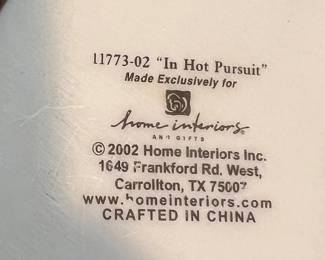 11773-02 "In Hot Pursuit"
Made Exclusively for
home interiors
AND GIFTS
© 2002 Home Interiors Inc.
1649 Frankford Rd. West,
Carrollton, TX 75007
www.homeinteriors.com
CRAFTED IN CHINA